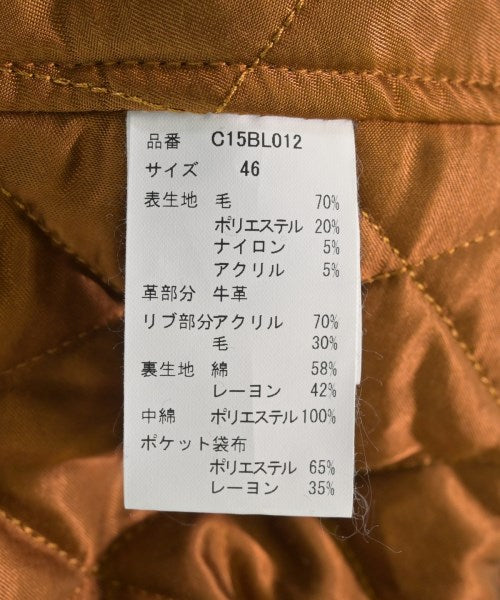 品番 C15BL012
サイズ 46
表生地 毛 70%
ポリエステル 20%
ナイロン 5%
アクリル 5%
革部分 牛革
リブ部分 アクリル 70%
毛 30%
裏生地 綿 58%
レーヨン 42%
中綿 ポリエステル 100%
ポケット袋布
ポリエステル 65%
レーヨン 35%